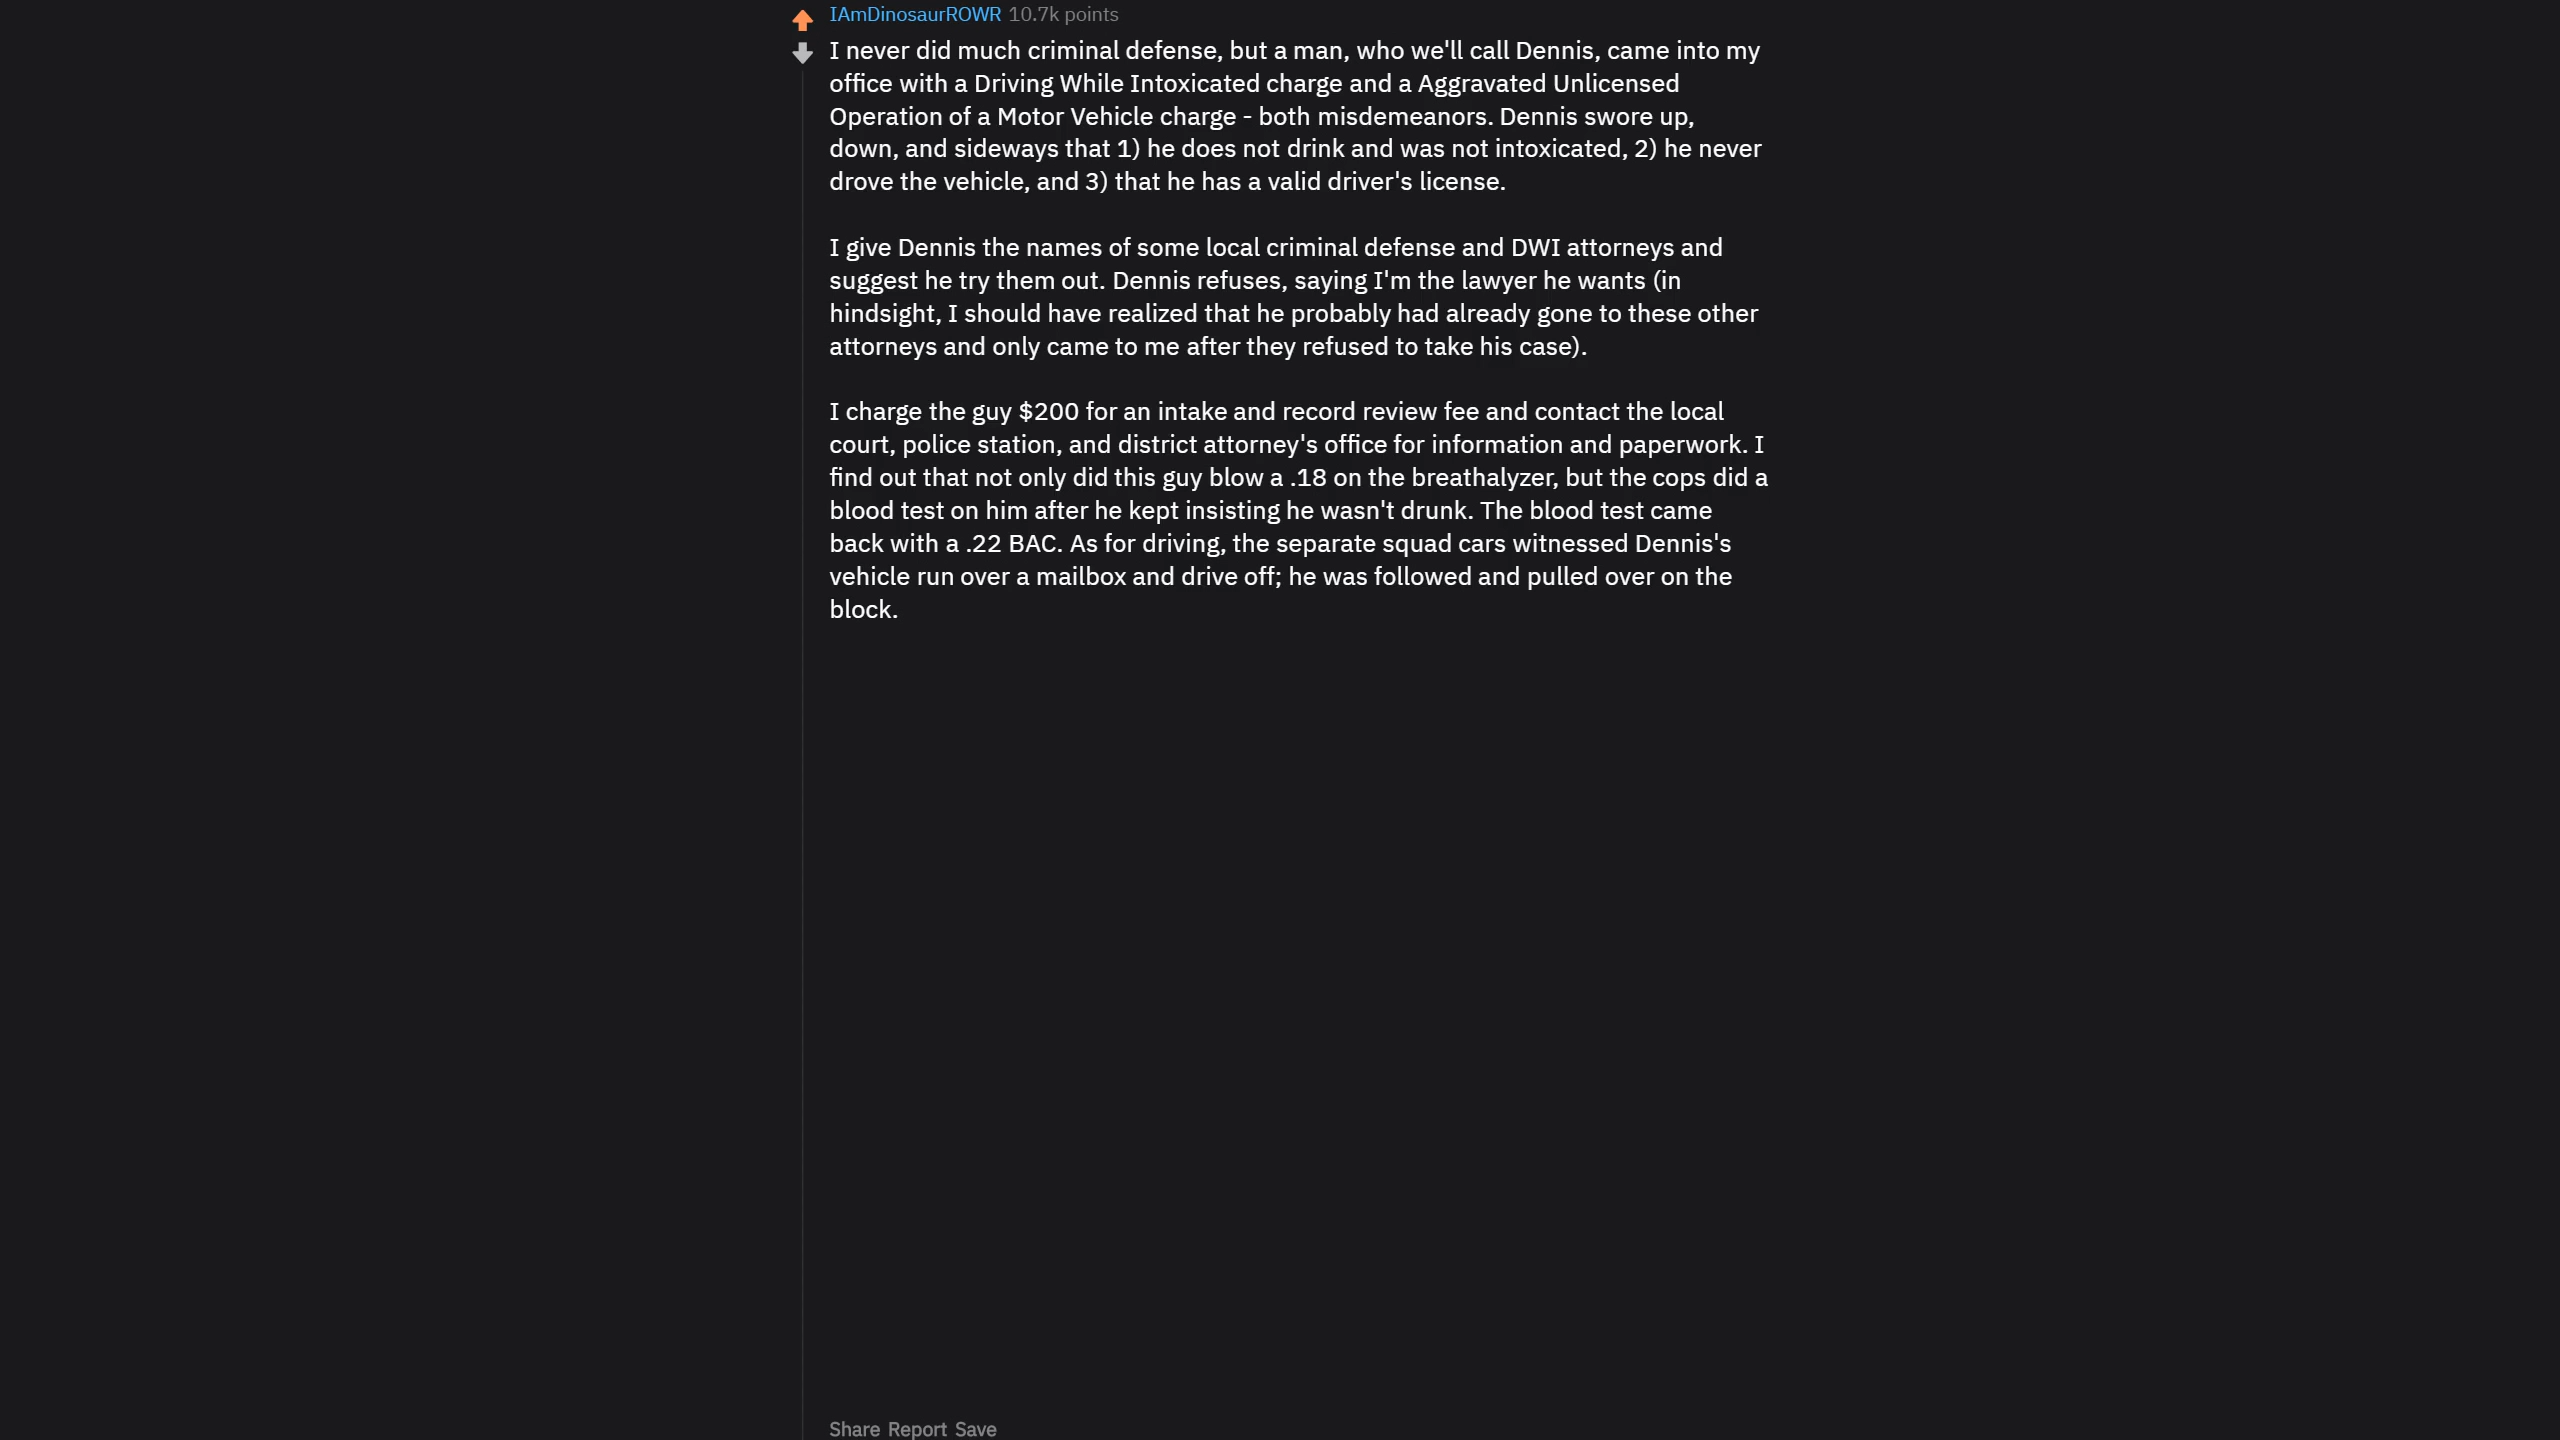 IAmDinosaurROWR 10.7k points
I never did much criminal defense, but a man, who we'll call Dennis, came into my
office with a Driving While Intoxicated charge and a Aggravated Unlicensed
Operation of a Motor Vehicle charge - both misdemeanors. Dennis swore up,
down, and sideways that 1) he does not drink and was not intoxicated, 2) he never
drove the vehicle, and 3) that he has a valid driver's license.
I give Dennis the names of some local criminal defense and DWI attorneys and
suggest he try them out. Dennis refuses, saying I'm the lawyer he wants (in
hindsight, I should have realized that he probably had already gone to these other
attorneys and only came to me after they refused to take his case).
I charge the guy $200 for an intake and record review fee and contact the local
court, police station, and district attorney's office for information and paperwork. I
find out that not only did this guy blow a .18 on the breathalyzer, but the cops did a
blood test on him after he kept insisting he wasn't drunk. The blood test came
back with a .22 BAC. As for driving, the separate squad cars witnessed Dennis's
vehicle run over a mailbox and drive off; he was followed and pulled over on the
block.
Share Report Save